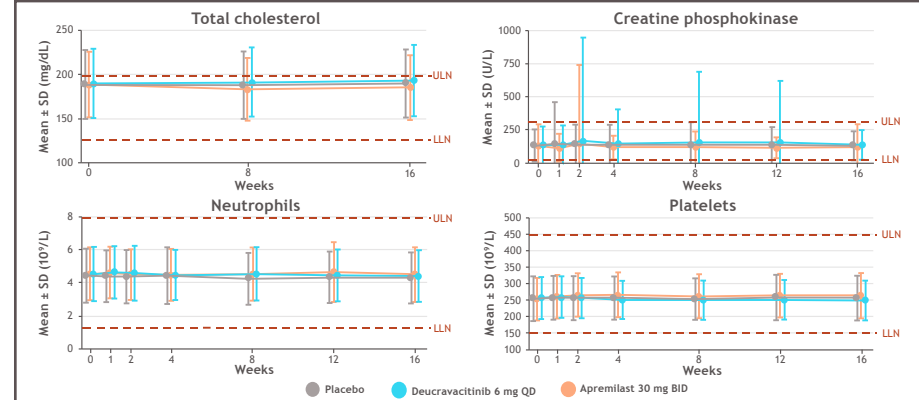 Total cholesterol
Mean ± SD (mg/dL)
250
200
150
100
ULN
LLN
0
8
16
Weeks
Creatine phosphokinase
Mean ± SD (U/L)
1000
750
500
250
0
ULN
LLN
0
1
2
4
8
12
16
Weeks
Neutrophils
Mean ± SD (10⁹/L)
8
6
4
2
0
ULN
LLN
0
1
2
4
8
12
16
Weeks
Platelets
Mean ± SD (10⁹/L)
500
450
400
350
300
250
200
150
100
ULN
LLN
0
1
2
4
8
12
16
Weeks
Placebo
Deucravacitinib 6 mg QD
Apremilast 30 mg BID